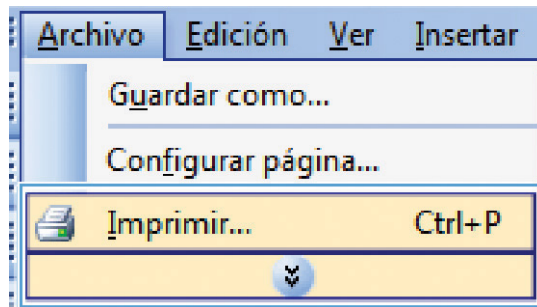 Archivo Edición Ver Insertar
Guardar como...
Configurar página...
Imprimir... Ctrl+P